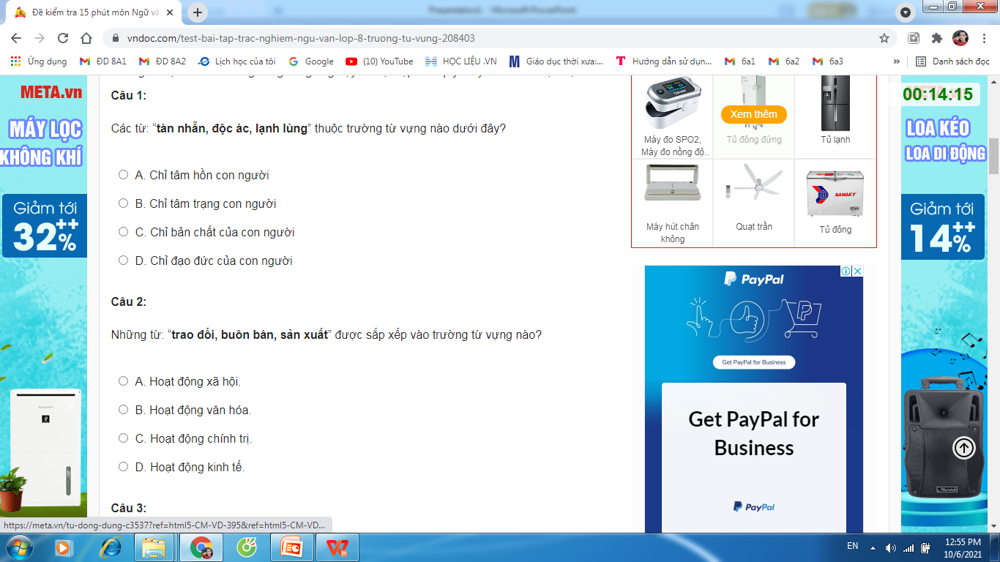 Đề kiểm tra 15 phút môn Ngữ vă
Presentation1 - Microsoft PowerPoint
vndoc.com/test-bai-tap-trac-nghiem-ngu-van-lop-8-truong-tu-vung-208403
Ứng dụng
ĐD 8A1
ĐD 8A2
Lịch học của tôi
Google
(10) YouTube
HỌC LIỆU .VN
Giáo dục thời xưa:...
Hướng dẫn sử dụn...
6a1
6a2
6a3
»
Danh sách đọc
META.vn
MÁY LỌC
KHÔNG KHÍ
Giảm tới
32++%
Câu 1:
Các từ: “tàn nhẫn, độc ác, lạnh lùng” thuộc trường từ vựng nào dưới đây?
A. Chỉ tâm hồn con người
B. Chỉ tâm trạng con người
C. Chỉ bản chất của con người
D. Chỉ đạo đức của con người
Câu 2:
Những từ: “trao đổi, buôn bán, sản xuất” được sắp xếp vào trường từ vựng nào?
A. Hoạt động xã hội.
B. Hoạt động văn hóa.
C. Hoạt động chính trị.
D. Hoạt động kinh tế.
Câu 3:
Máy đo SPO2,
Máy đo nồng độ..
Xem thêm
Tủ đông đứng
Tủ lạnh
Máy hút chân
không
Quạt trần
SANAKY
Tủ đông
PayPal
Get PayPal for Business
Get PayPal for
Business
PayPal
00:14:15
LOA KÉO
LOA DI ĐỘNG
Giảm tới
14++%
https://meta.vn/tu-dong-dung-c3537?ref=html5-CM-VD-395&ref=html5-CM-VD...
EN
12:55 PM
10/6/2021